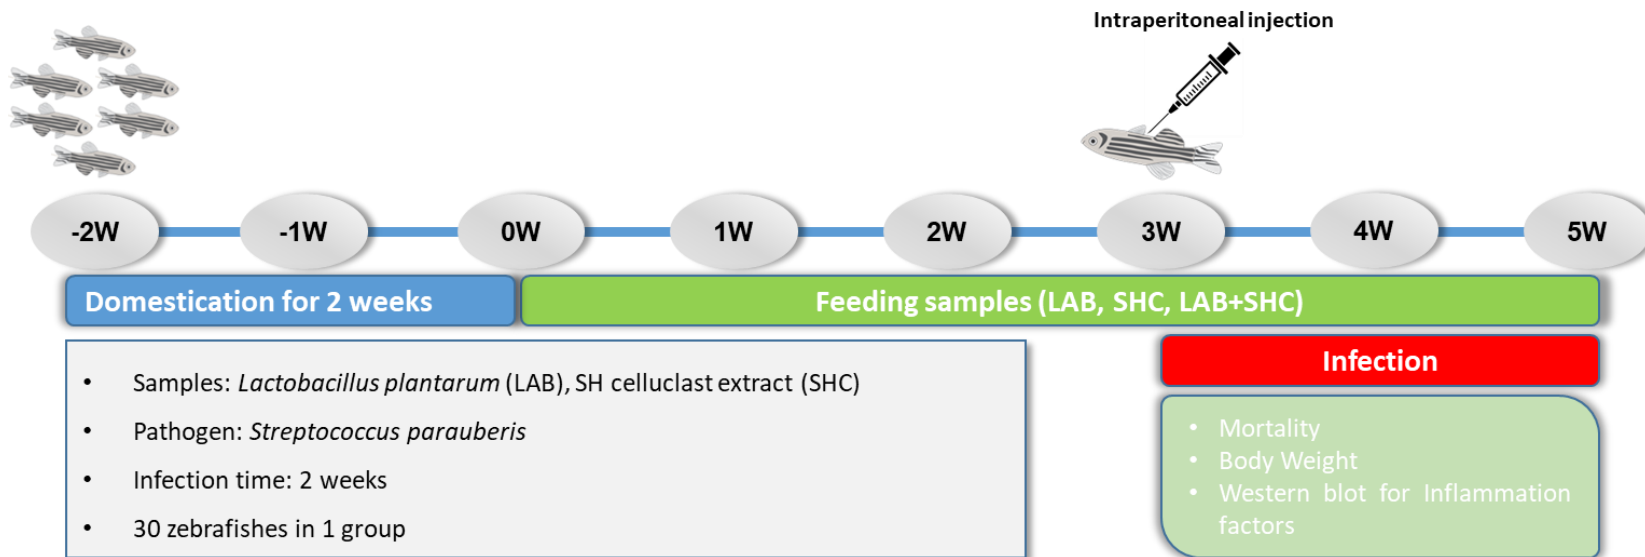 Intraperitoneal injection
-2W
-1W
0W
1W
2W
3W
4W
5W
Domestication for 2 weeks
Feeding samples (LAB, SHC, LAB+SHC)
Infection
• Samples: Lactobacillus plantarum (LAB), SH celluclast extract (SHC)
• Pathogen: Streptococcus parauberis
• Infection time: 2 weeks
• 30 zebrafishes in 1 group
• Mortality
• Body Weight
• Western blot for Inflammation
factors